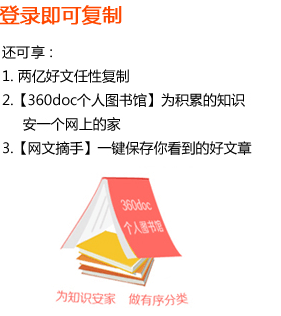 登录即可复制
还可享：
1. 两亿好文任性复制
2.【360doc个人图书馆】为积累的知识
安一个网上的家
3.【网文摘手】一键保存你看到的好文章
360doc
个人图书馆
为知识安家 做有序分类